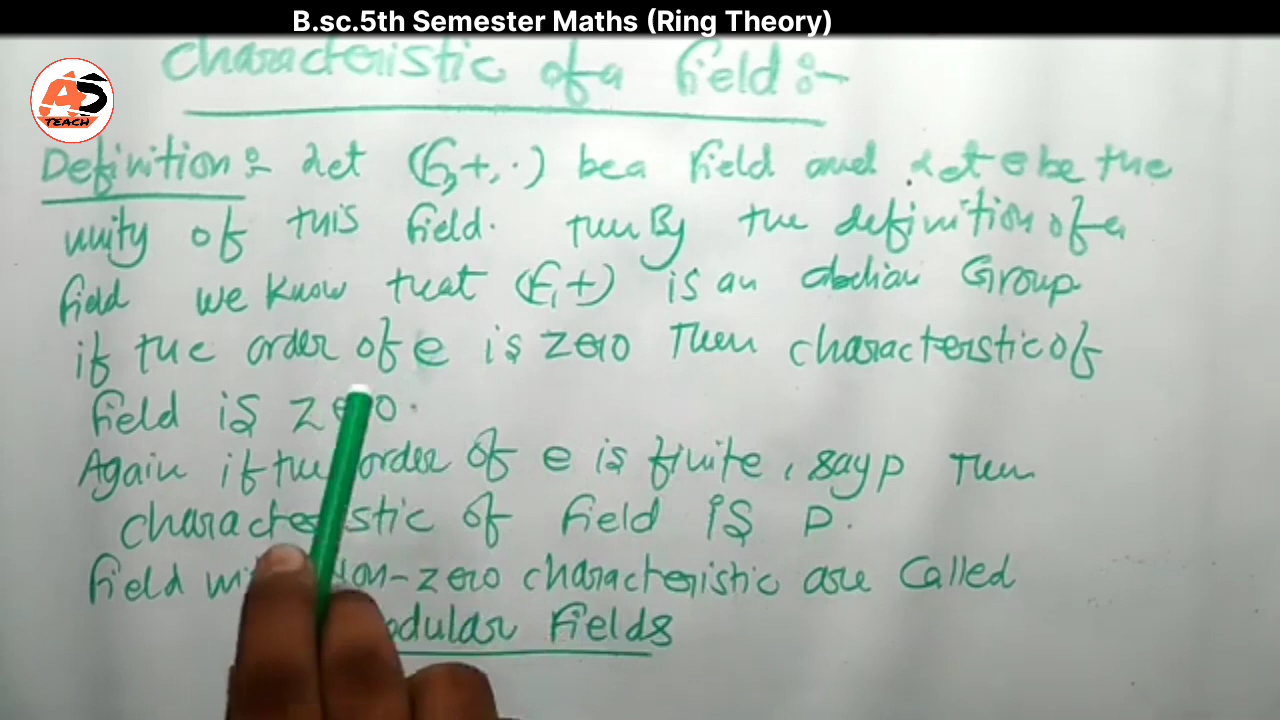 B.sc.5th Semester Maths (Ring Theory)
Characteristic of a field:-
AS
TEACH
Definition:- Let (F,+,·) be a field and Let e be the
unity of this field. Then By the definition of a
field we know that (F,+) is an abelian Group
if the order of e is zero Then characterstic of
field is zero.
Again if the order of e is finite, say p Then
characteristic of field is p.
field non-zero characteristic are called
fields